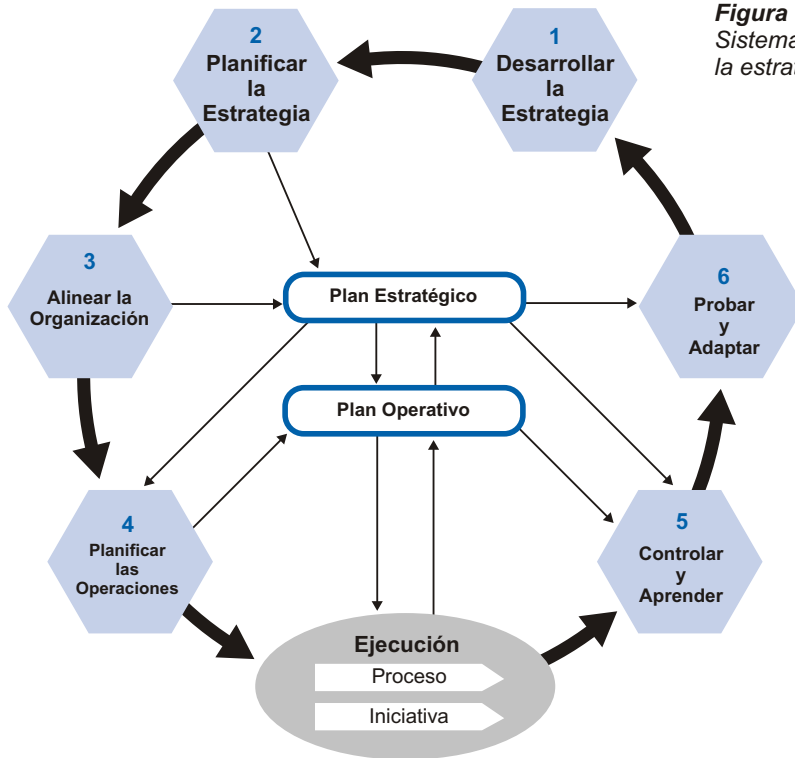 Figura
Sistema
la estrat
1
Desarrollar
la
Estrategia
2
Planificar
la
Estrategia
3
Alinear la
Organización
4
Planificar
las
Operaciones
Plan Estratégico
Plan Operativo
Ejecución
Proceso
Iniciativa
5
Controlar
y
Aprender
6
Probar
y
Adaptar